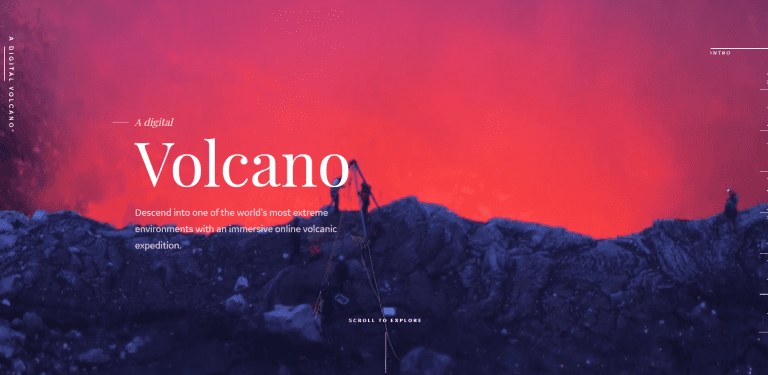 A DIGITAL VOLCANO"
INTRO
A digital
Volcano
Descend into one of the world's most extreme
environments with an immersive online volcanic
expedition.
SCROLL TO EXPLORE